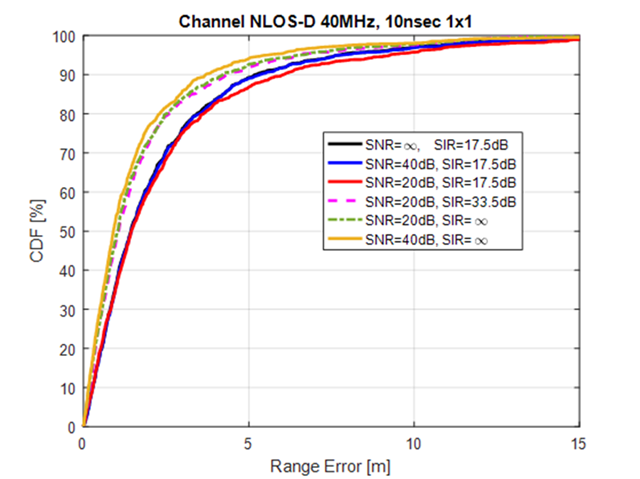 Channel NLOS-D 40MHz, 10nsec 1x1
100
90
80
70
60
50
40
30
20
10
0
CDF [%]
SNR=∞, SIR=17.5dB
SNR=40dB, SIR=17.5dB
SNR=20dB, SIR=17.5dB
SNR=20dB, SIR=33.5dB
SNR=20dB, SIR= ∞
SNR=40dB, SIR= ∞
0 5 10 15
Range Error [m]